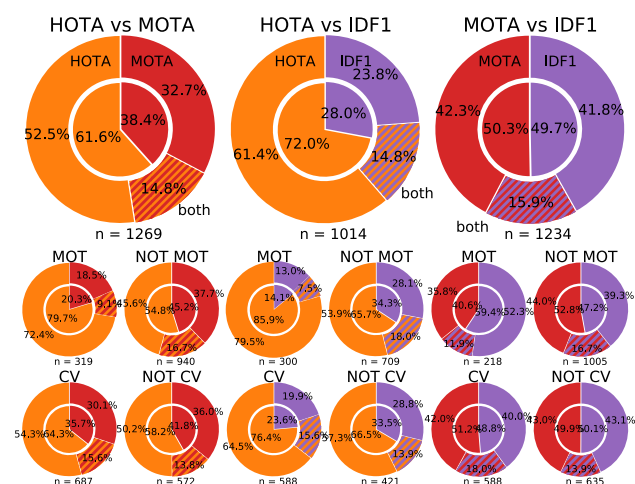 HOTA vs MOTA
HOTA MOTA
32.7%
38.4%
52.5% 61.6%
14.8%
both
n = 1269
HOTA vs IDF1
HOTA IDF1
23.8%
28.0%
72.0%
61.4% 14.8%
both
n = 1014
MOTA vs IDF1
MOTA IDF1
42.3% 41.8%
50.3% 49.7%
15.9%
both
n = 1234
MOT
18.5%
20.3% 9.1%
79.7%
72.4%
n = 319
NOT MOT
37.7%
45.6% 54.8% 45.2%
16.7%
n = 940
MOT
13.0%
7.5%
14.1%
85.9%
79.5%
n = 300
NOT MOT
28.1%
34.3%
53.9% 65.7%
18.0%
n = 709
MOT
35.8%
40.6% 59.4% 52.3%
11.9%
n = 218
NOT MOT
44.0% 39.3%
52.8% 47.2%
16.7%
n = 1005
CV
30.1%
35.7%
54.3% 64.3%
15.6%
n = 687
NOT CV
36.0%
41.8%
50.2% 58.2%
13.8%
n = 572
CV
19.9%
23.6%
76.4% 15.6%
64.5%
n = 588
NOT CV
28.8%
33.5%
57.3% 66.5%
13.9%
n = 421
CV
42.0% 40.0%
51.2% 48.8%
18.0%
n = 588
NOT CV
43.0% 43.1%
49.9% 50.1%
13.9%
n = 635